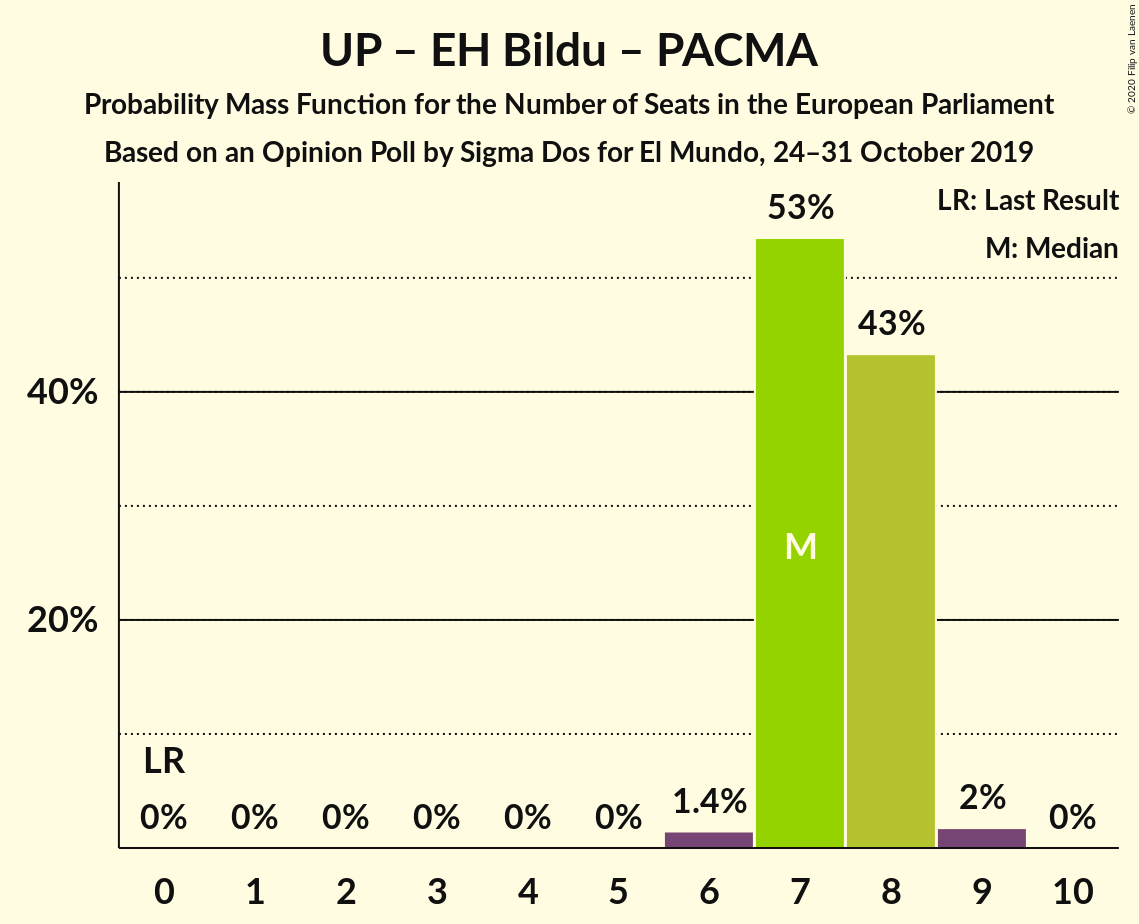 UP – EH Bildu – PACMA
Probability Mass Function for the Number of Seats in the European Parliament
Based on an Opinion Poll by Sigma Dos for El Mundo, 24–31 October 2019
© 2020 Filip van Laenen
LR: Last Result
M: Median
53%
43%
40%
M
20%
LR
0% 0% 0% 0% 0% 0% 1.4% 2% 0%
0 1 2 3 4 5 6 7 8 9 10